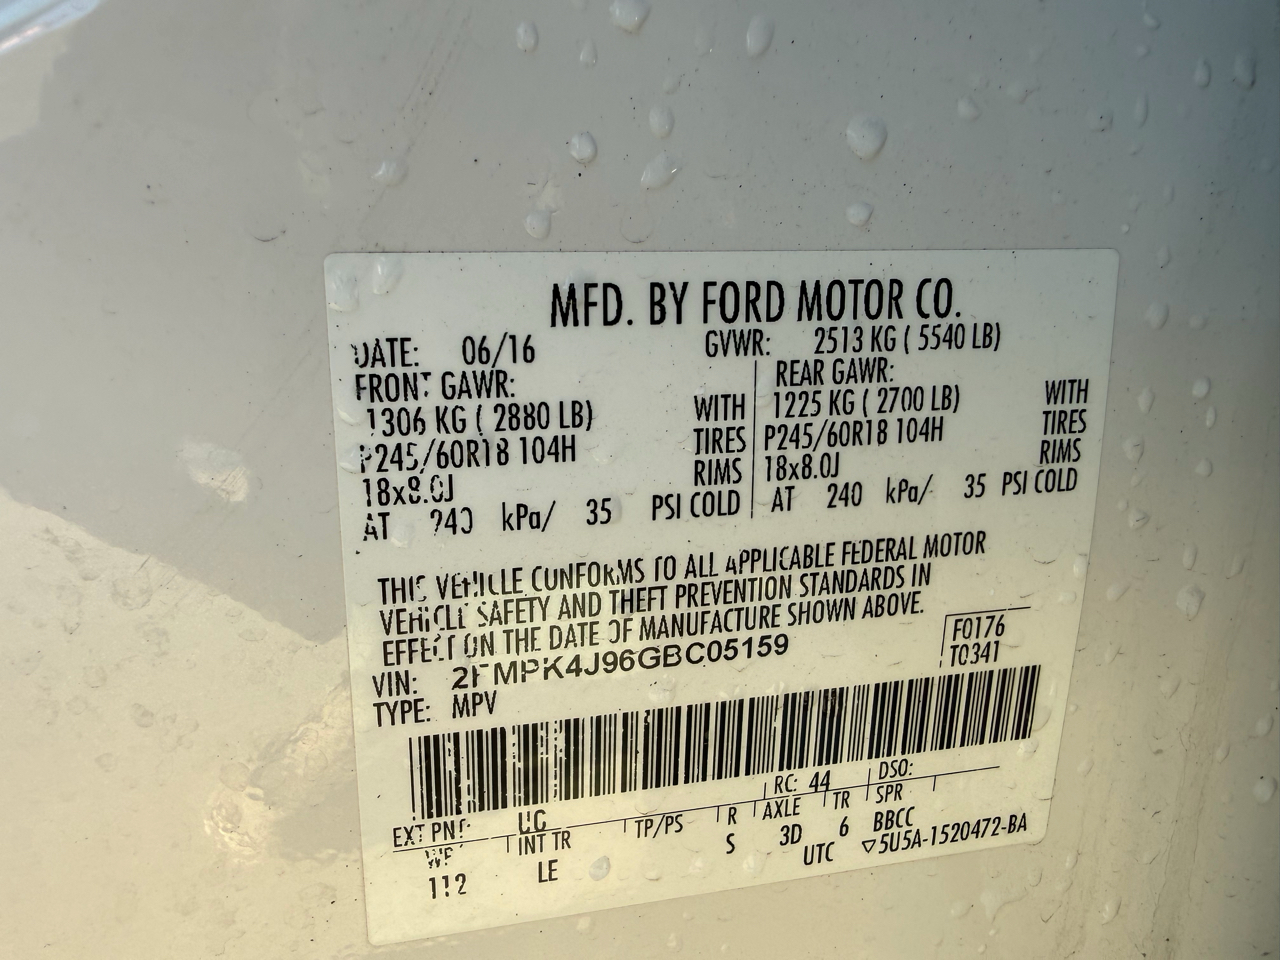 MFD. BY FORD MOTOR CO.
DATE: 06/16 GVWR: 2513 KG ( 5540 LB)
FRONT GAWR: REAR GAWR:
1306 KG ( 2880 LB) WITH 1225 KG ( 2700 LB) WITH
P245/60R18 104H TIRES P245/60R18 104H TIRES
18x8.0J RIMS 18x8.0J RIMS
AT 240 kPa/ 35 PSI COLD AT 240 kPa/ 35 PSI COLD
THIS VEHICLE CONFORMS TO ALL APPLICABLE FEDERAL MOTOR
VEHICLE SAFETY AND THEFT PREVENTION STANDARDS IN
EFFECT ON THE DATE OF MANUFACTURE SHOWN ABOVE.
VIN: 2FMPK4J96GBC05159 F0176
TYPE: MPV T0341
EXT PNT: UG RC: 44 DSO:
INT TR TP/PS R AXLE TR SPR
LE S 3D 6 BBCC
112 UTC ▽5U5A-1520472-BA